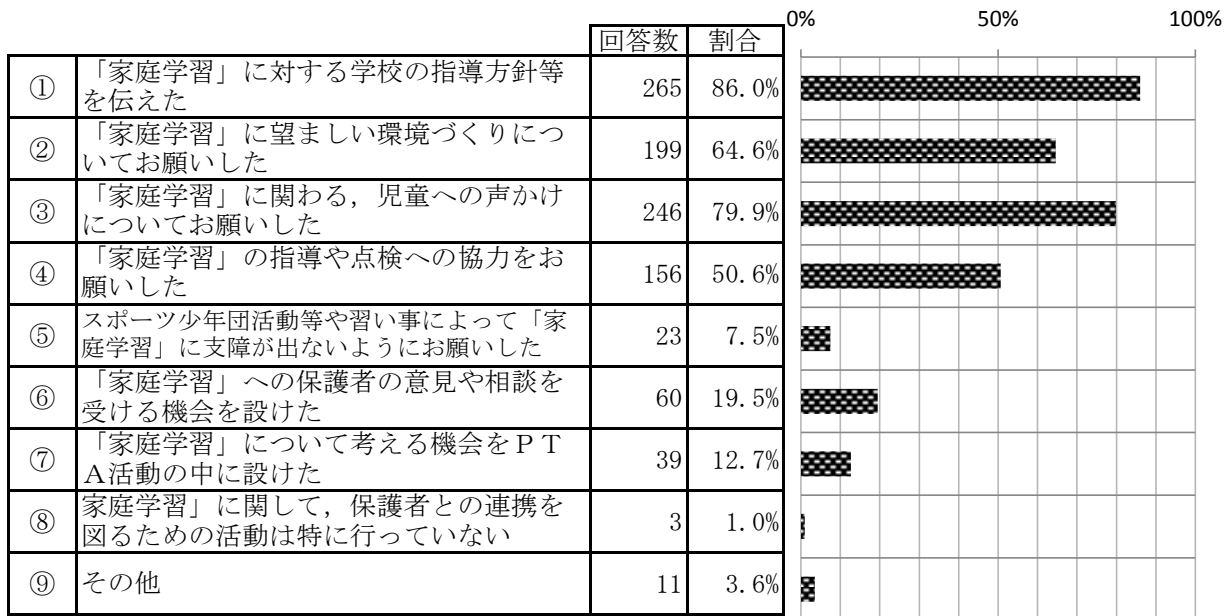 0% 50% 100%
回答数 割合
① 「家庭学習」に対する学校の指導方針等
を伝えた 265 86.0%
② 「家庭学習」に望ましい環境づくりにつ
いてお願いした 199 64.6%
③ 「家庭学習」に関わる，児童への声かけ
についてお願いした 246 79.9%
④ 「家庭学習」の指導や点検への協力をお
願いした 156 50.6%
⑤ スポーツ少年団活動等や習い事によって「家
庭学習」に支障が出ないようにお願いした 23 7.5%
⑥ 「家庭学習」への保護者の意見や相談を
受ける機会を設けた 60 19.5%
⑦ 「家庭学習」について考える機会をＰＴ
Ａ活動の中に設けた 39 12.7%
⑧ 家庭学習」に関して，保護者との連携を
図るための活動は特に行っていない 3 1.0%
⑨ その他 11 3.6%